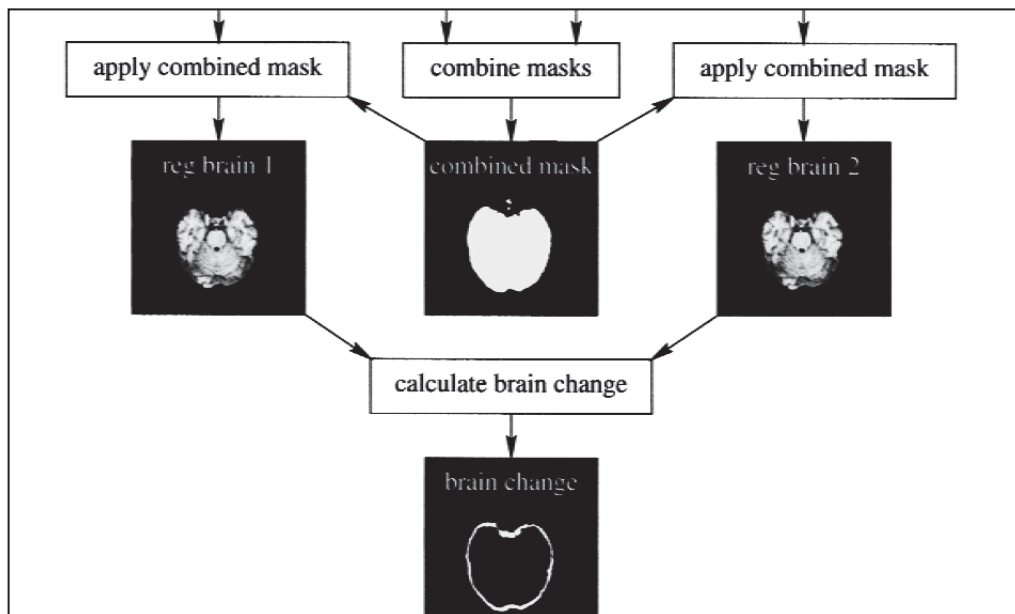 apply combined mask
combine masks
apply combined mask
reg brain 1
combined mask
reg brain 2
calculate brain change
brain change